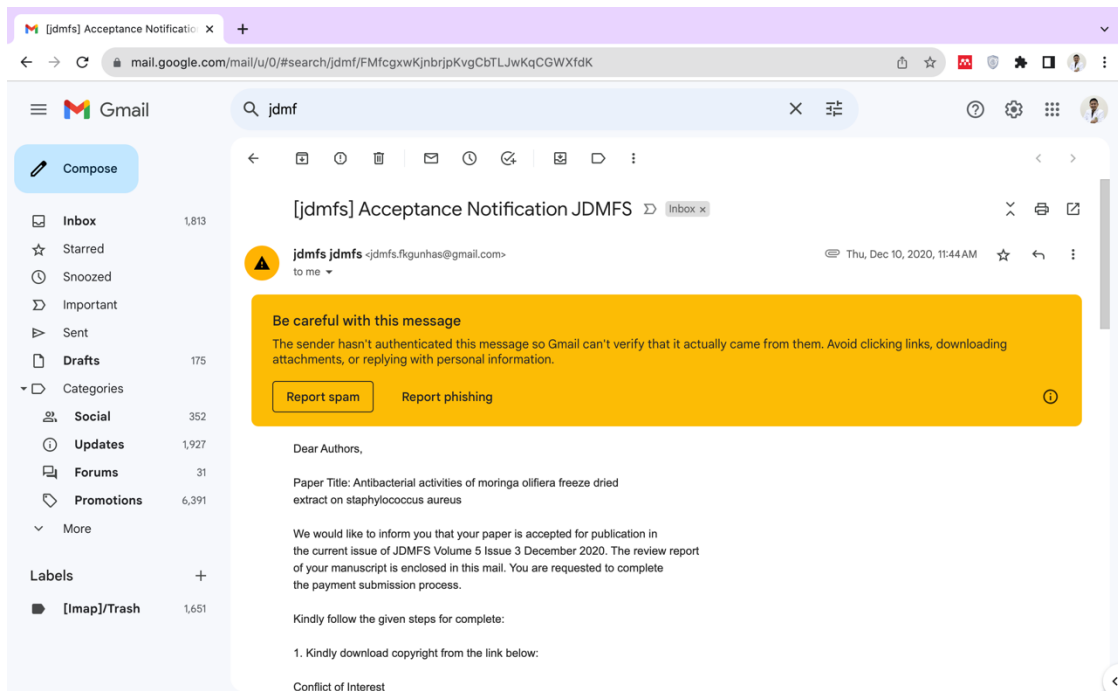 [jdmfs] Acceptance Notificatio
mail.google.com/mail/u/0/#search/jdmf/FMfcgxwKjnbrjpKvgCbTLJwKqCGWXfdK
Gmail
jdmf
Compose
Inbox 1,813
Starred
Snoozed
Important
Sent
Drafts 175
Categories
Social 352
Updates 1,927
Forums 31
Promotions 6,391
More
Labels
[Imap]/Trash 1,651
[jdmfs] Acceptance Notification JDMFS Inbox x
jdmfs jdmfs <jdmfs.fkgunhas@gmail.com> Thu, Dec 10, 2020, 11:44 AM
to me
Be careful with this message
The sender hasn't authenticated this message so Gmail can't verify that it actually came from them. Avoid clicking links, downloading
attachments, or replying with personal information.
Report spam Report phishing
Dear Authors,
Paper Title: Antibacterial activities of moringa olifiera freeze dried
extract on staphylococcus aureus
We would like to inform you that your paper is accepted for publication in
the current issue of JDMFS Volume 5 Issue 3 December 2020. The review report
of your manuscript is enclosed in this mail. You are requested to complete
the payment submission process.
Kindly follow the given steps for complete:
1. Kindly download copyright from the link below:
Conflict of Interest